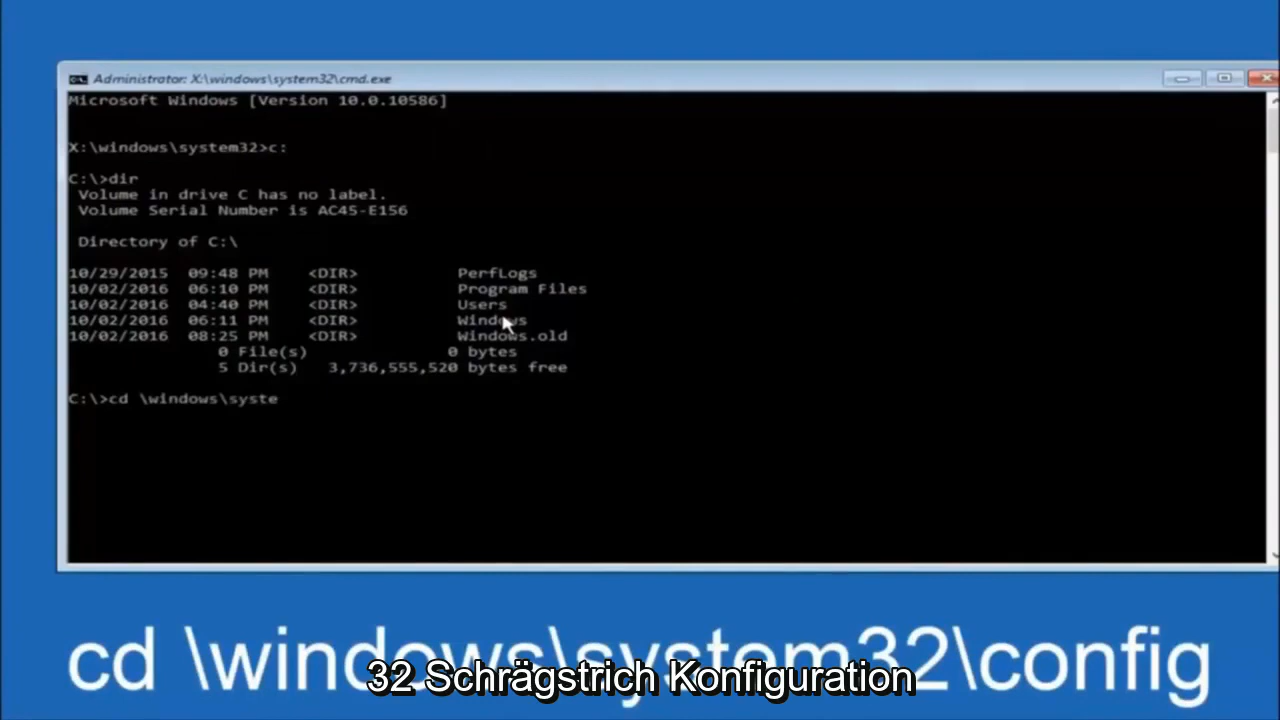 Administrator: X:\windows\system32\cmd.exe
Microsoft Windows [Version 10.0.10586]
X:\windows\system32>c:
C:\>dir
Volume in drive C has no label.
Volume Serial Number is AC45-E156
Directory of C:\
10/29/2015 09:48 PM <DIR> PerfLogs
10/02/2016 06:10 PM <DIR> Program Files
10/02/2016 04:40 PM <DIR> Users
10/02/2016 06:11 PM <DIR> Windows
10/02/2016 08:25 PM <DIR> Windows.old
0 File(s) 0 bytes
5 Dir(s) 3,736,555,520 bytes free
C:\>cd \windows\syste
cd \windows\system32\config
32 Schrägstrich Konfiguration